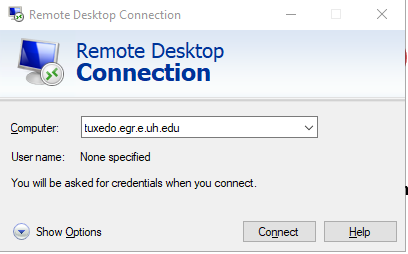 Remote Desktop Connection
Remote Desktop
Connection
Computer:
tuxedo.egr.e.uh.edu
User name: None specified
You will be asked for credentials when you connect.
Show Options
Connect
Help